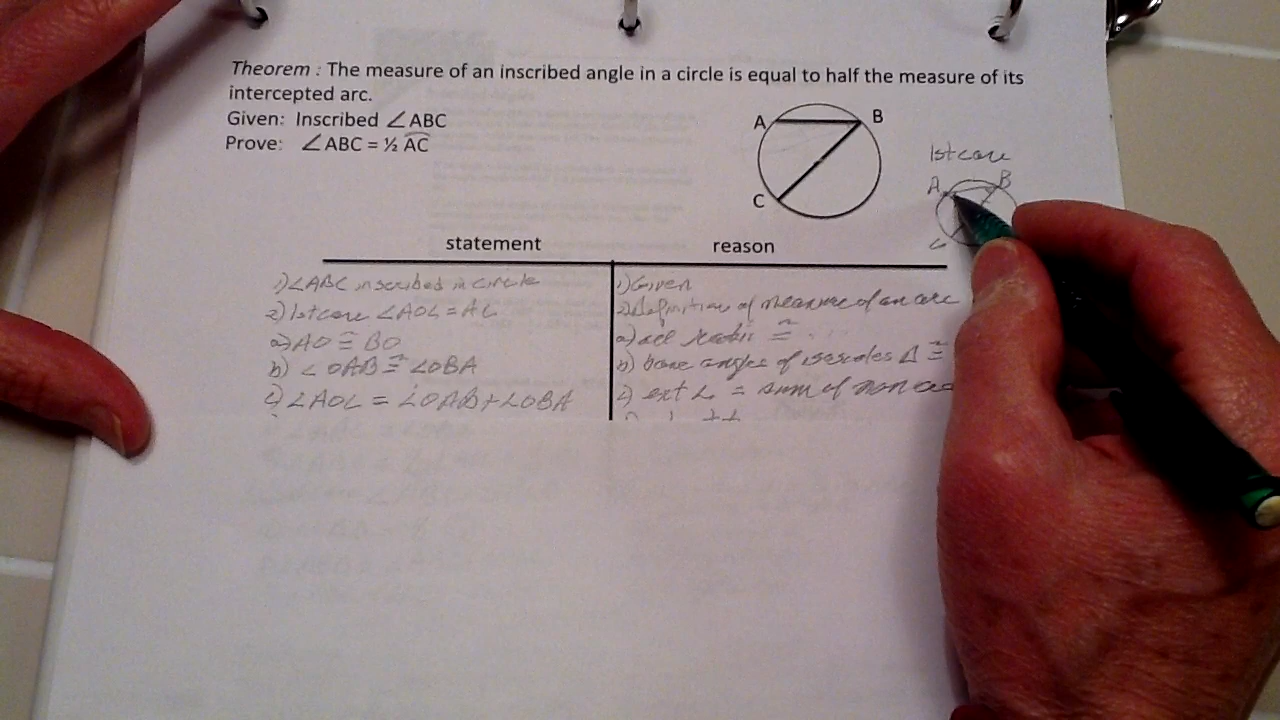 Theorem : The measure of an inscribed angle in a circle is equal to half the measure of its
intercepted arc.
Given: Inscribed ∠ABC
Prove: ∠ABC = ½ AC
A B
C
1st case
A B
C
statement reason
1) ∠ABC inscribed in circle 1) Given
2) 1st case ∠AOC = AC 2) definition of measure of an arc
a) AO ≅ BO a) all radii ≅
b) ∠OAB ≅ ∠OBA b) base angles of isosceles Δ ≅
c) ∠AOC = ∠OAB + ∠OBA c) ext ∠ = sum of non